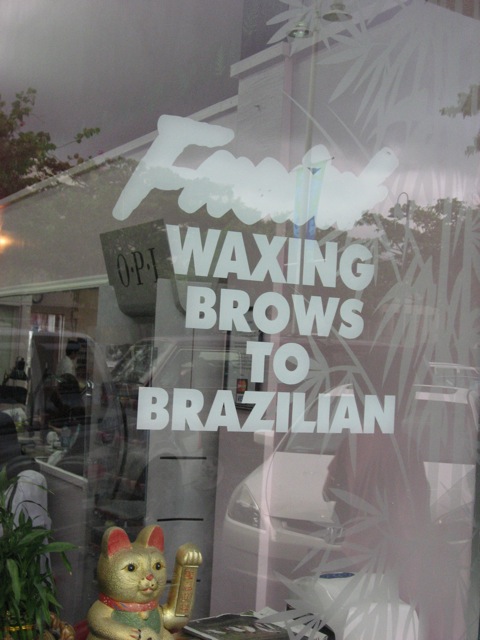 O·P·I
WAXING
BROWS
TO
BRAZILIAN